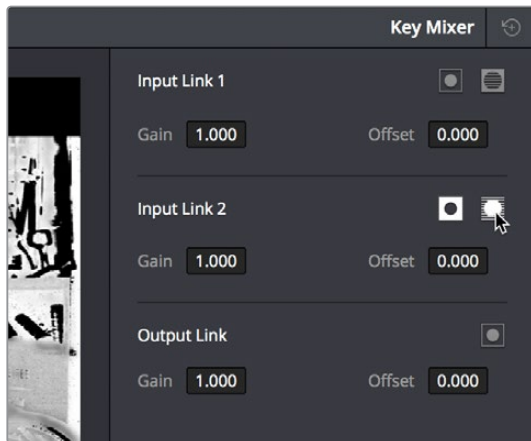 Key Mixer
Input Link 1
Gain 1.000 Offset 0.000
Input Link 2
Gain 1.000 Offset 0.000
Output Link
Gain 1.000 Offset 0.000